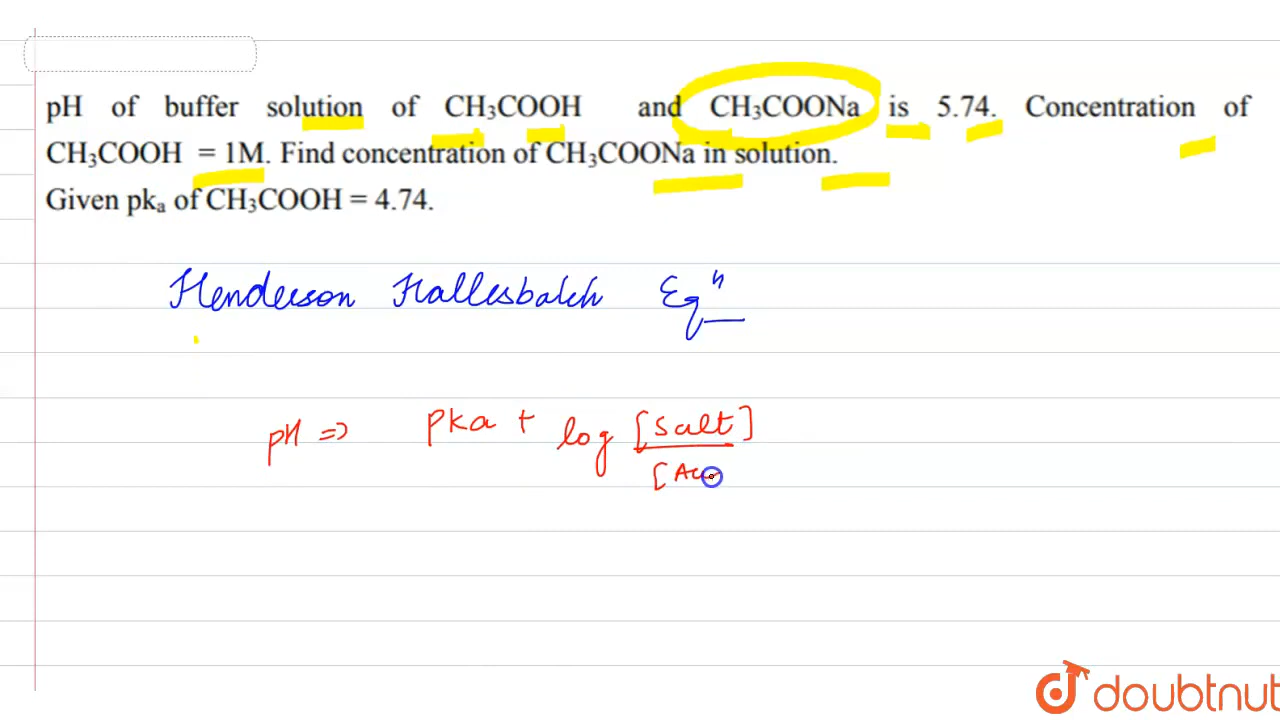 pH of buffer solution of CH₃COOH and CH₃COONa is 5.74. Concentration of
CH₃COOH = 1M. Find concentration of CH₃COONa in solution.
Given pkₐ of CH₃COOH = 4.74.
Henderson Hallesbalch Eqⁿ
pH ⇒ pka + log [Salt]
[Ac
doubtnut